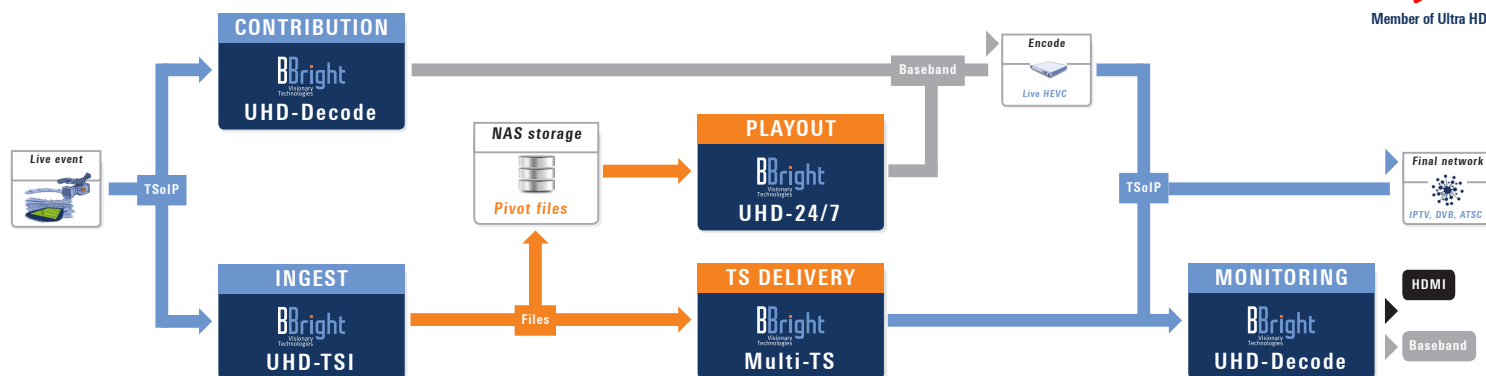 Member of Ultra HD
CONTRIBUTION
BBright
Visionary
Technologies
UHD-Decode
Baseband
Encode
Live HEVC
Live event
TSoIP
NAS storage
Pivot files
PLAYOUT
BBright
Visionary
Technologies
UHD-24/7
TSoIP
Final network
IPTV, DVB, ATSC
INGEST
BBright
Visionary
Technologies
UHD-TSI
Files
TS DELIVERY
BBright
Visionary
Technologies
Multi-TS
MONITORING
BBright
Visionary
Technologies
UHD-Decode
HDMI
Baseband